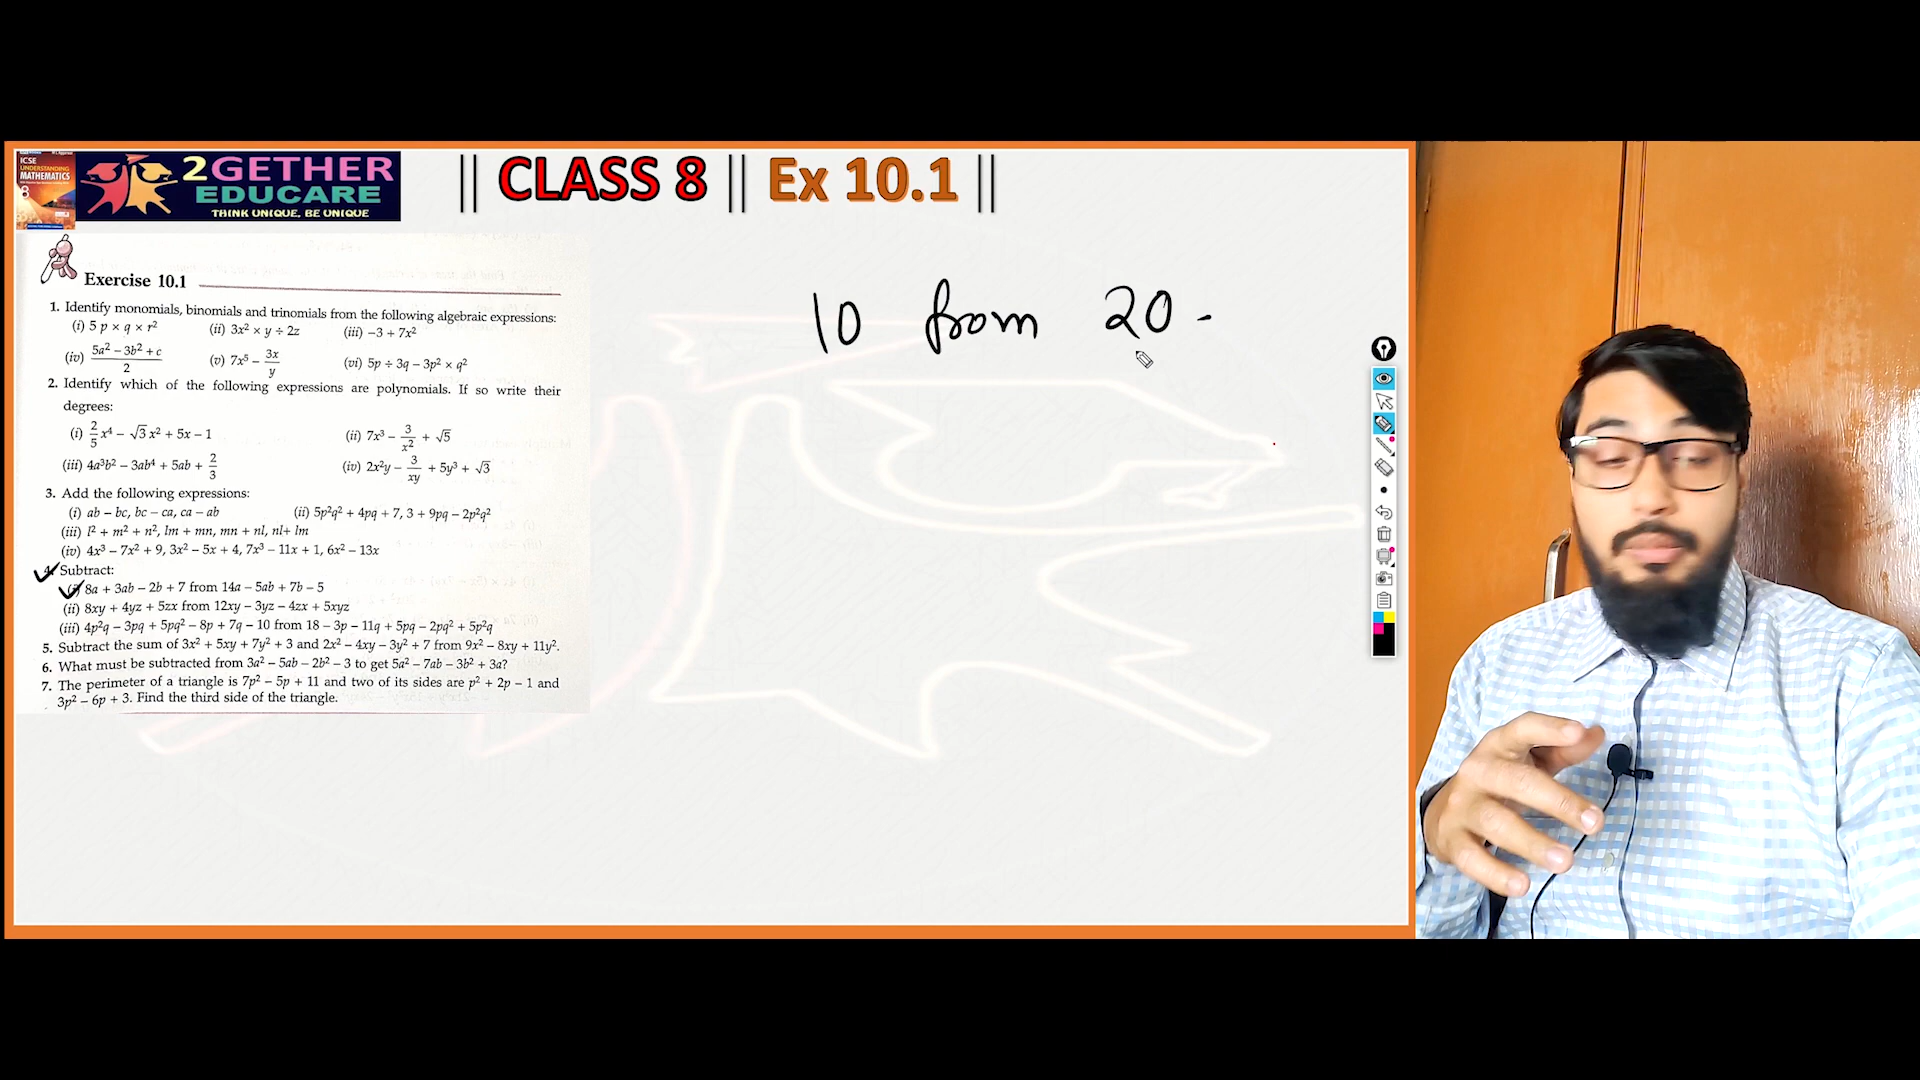 ICSE
UNDERSTANDING
MATHEMATICS
8
2GETHER
EDUCARE
THINK UNIQUE, BE UNIQUE
|| CLASS 8 || Ex 10.1 ||
Exercise 10.1
1. Identify monomials, binomials and trinomials from the following algebraic expressions:
(i) 5 p × q × r² (ii) 3x² × y ÷ 2z (iii) −3 + 7x²
(iv) (5a² − 3b² + c)/2 (v) 7x⁵ − 3x/y (vi) 5p ÷ 3q − 3p² × q²
2. Identify which of the following expressions are polynomials. If so write their
degrees:
(i) 2/5 x⁴ − √3 x² + 5x − 1 (ii) 7x³ − 3/x² + √5
(iii) 4a³b² − 3ab⁴ + 5ab + 2/3 (iv) 2x²y − 3/xy + 5y³ + √3
3. Add the following expressions:
(i) ab − bc, bc − ca, ca − ab (ii) 5p²q² + 4pq + 7, 3 + 9pq − 2p²q²
(iii) l² + m² + n², lm + mn, mn + nl, nl+ lm
(iv) 4x³ − 7x² + 9, 3x² − 5x + 4, 7x³ − 11x + 1, 6x² − 13x
4. Subtract:
(i) 8a + 3ab − 2b + 7 from 14a − 5ab + 7b − 5
(ii) 8xy + 4yz + 5zx from 12xy − 3yz − 4zx + 5xyz
(iii) 4p²q − 3pq + 5pq² − 8p + 7q − 10 from 18 − 3p − 11q + 5pq − 2pq² + 5p²q
5. Subtract the sum of 3x² + 5xy + 7y² + 3 and 2x² − 4xy − 3y² + 7 from 9x² − 8xy + 11y².
6. What must be subtracted from 3a² − 5ab − 2b² − 3 to get 5a² − 7ab − 3b² + 3a?
7. The perimeter of a triangle is 7p² − 5p + 11 and two of its sides are p² + 2p − 1 and
3p² − 6p + 3. Find the third side of the triangle.
10 from 20 -